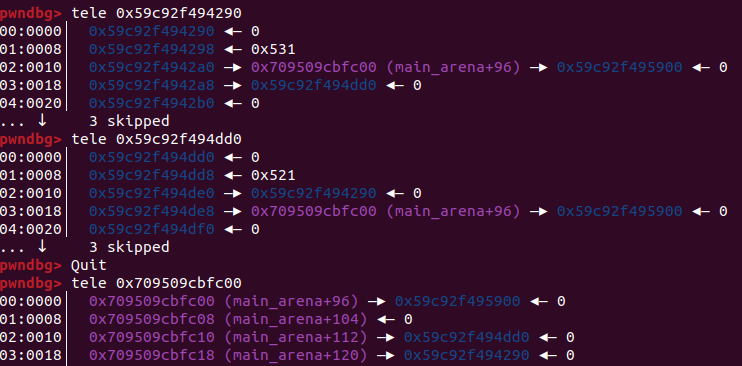 pwndbg> tele 0x59c92f494290
00:0000│ 0x59c92f494290 ◂— 0
01:0008│ 0x59c92f494298 ◂— 0x531
02:0010│ 0x59c92f4942a0 —▸ 0x709509cbfc00 (main_arena+96) —▸ 0x59c92f495900 ◂— 0
03:0018│ 0x59c92f4942a8 —▸ 0x59c92f494dd0 ◂— 0
04:0020│ 0x59c92f4942b0 ◂— 0
... ↓ 3 skipped
pwndbg> tele 0x59c92f494dd0
00:0000│ 0x59c92f494dd0 ◂— 0
01:0008│ 0x59c92f494dd8 ◂— 0x521
02:0010│ 0x59c92f494de0 —▸ 0x59c92f494290 ◂— 0
03:0018│ 0x59c92f494de8 —▸ 0x709509cbfc00 (main_arena+96) —▸ 0x59c92f495900 ◂— 0
04:0020│ 0x59c92f494df0 ◂— 0
... ↓ 3 skipped
pwndbg> Quit
pwndbg> tele 0x709509cbfc00
00:0000│ 0x709509cbfc00 (main_arena+96) —▸ 0x59c92f495900 ◂— 0
01:0008│ 0x709509cbfc08 (main_arena+104) ◂— 0
02:0010│ 0x709509cbfc10 (main_arena+112) —▸ 0x59c92f494dd0 ◂— 0
03:0018│ 0x709509cbfc18 (main_arena+120) —▸ 0x59c92f494290 ◂— 0